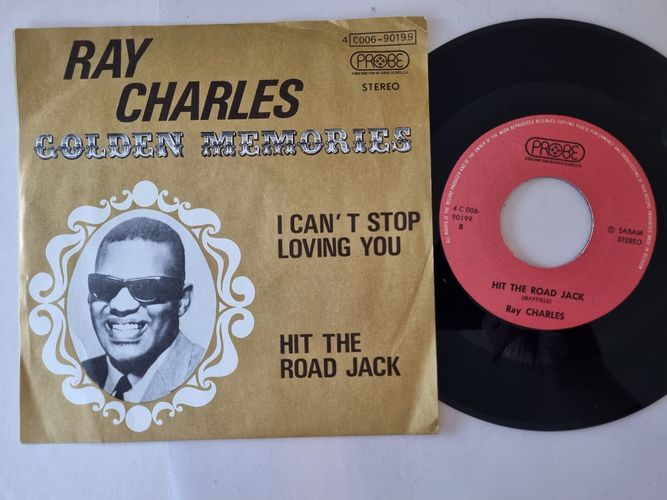 4 C006-90199
RAY
CHARLES
PROBE
STEREO
GOLDEN MEMORIES
I CAN'T STOP
LOVING YOU
HIT THE
ROAD JACK
PROBE
4 C 006-
90199
B
© SABAM
STEREO
HIT THE ROAD JACK
(MAYFIELD)
Ray CHARLES